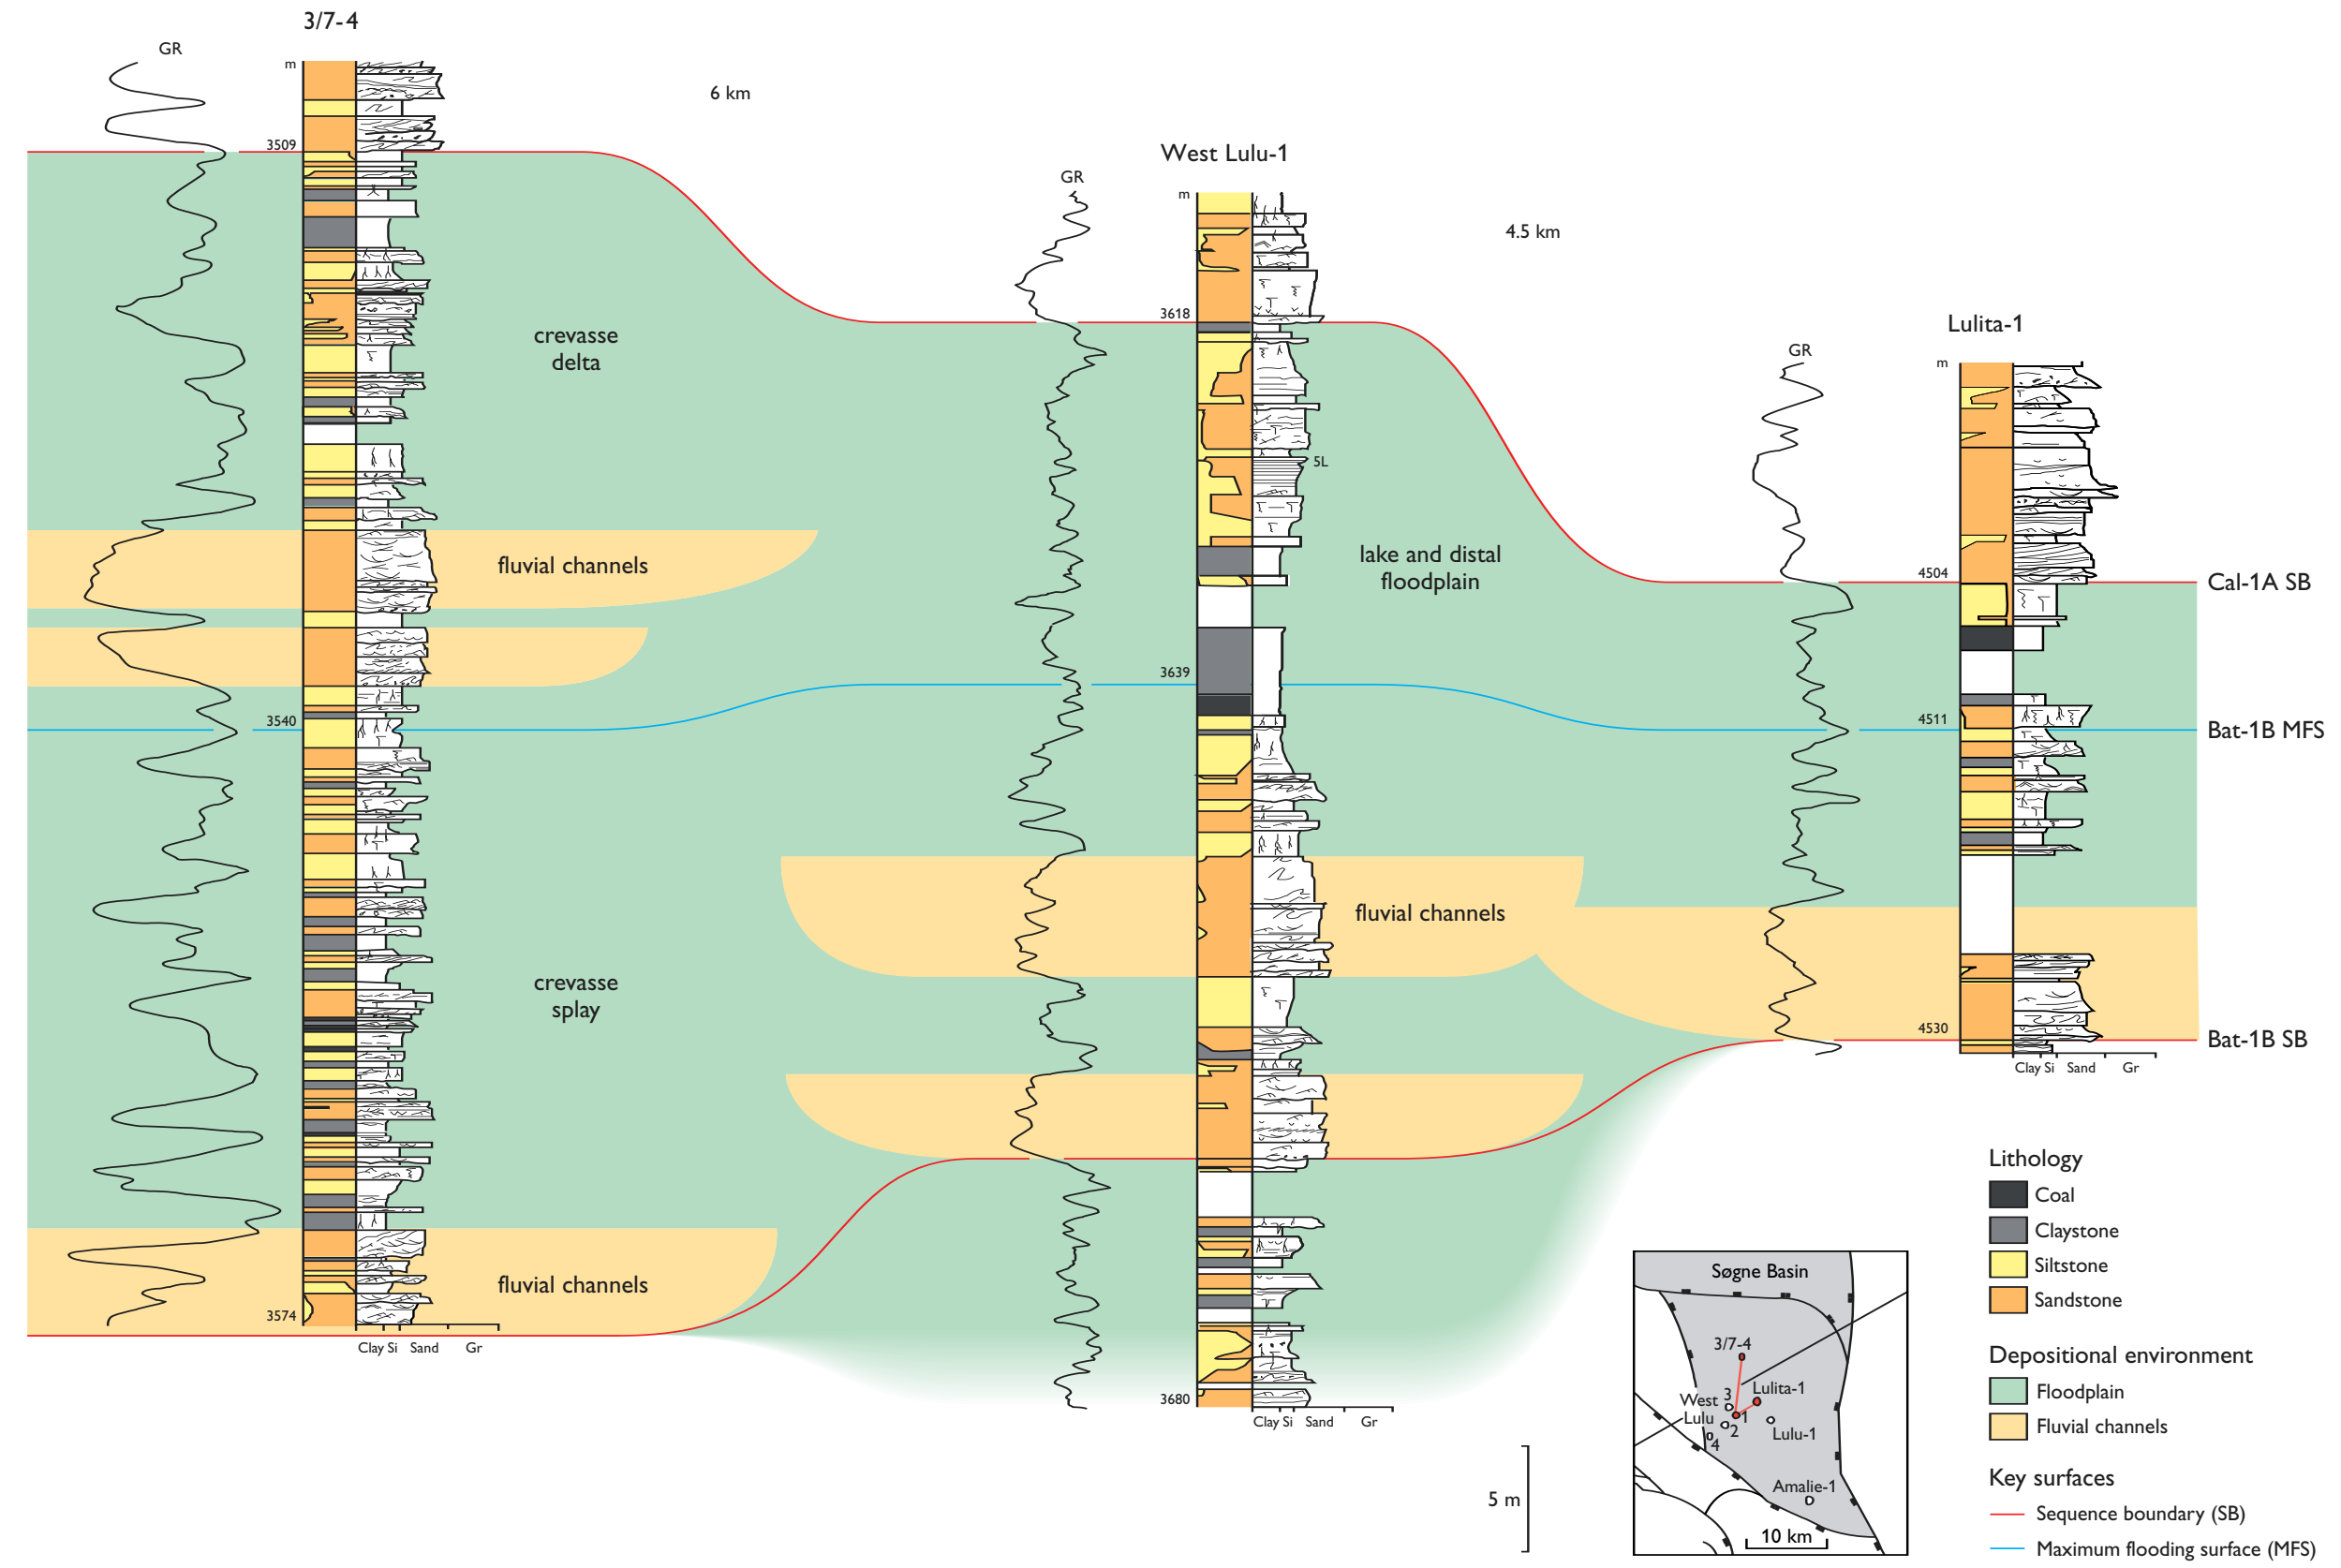 3/7-4
GR
m
3509
6 km
crevasse
delta
fluvial channels
3540
crevasse
splay
fluvial channels
3574
Clay Si Sand Gr
West Lulu-1
GR
m
3618
4.5 km
5L
lake and distal
floodplain
3639
fluvial channels
3680
Clay Si Sand Gr
Lulita-1
GR
m
4504
Cal-1A SB
4511
Bat-1B MFS
4530
Bat-1B SB
Clay Si Sand Gr
5 m
Søgne Basin
3/7-4
Lulita-1
West
Lulu
3
1
2
4
Lulu-1
Amalie-1
10 km
Lithology
Coal
Claystone
Siltstone
Sandstone
Depositional environment
Floodplain
Fluvial channels
Key surfaces
Sequence boundary (SB)
Maximum flooding surface (MFS)